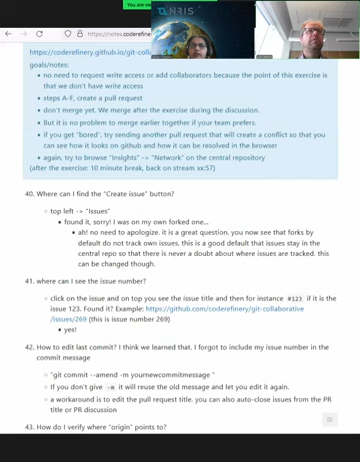 You are viewi
https://notes.coderefiner
NRIS
https://coderefinery.github.io/git-collab
goals/notes:
• no need to request write access or add collaborators because the point of this exercise is
that we do not have write access
• steps A-F, create a pull request
• don't merge yet. We merge after the exercise during the discussion.
• But it is no problem to merge earlier together if your team prefers.
• if you get "bored", try sending another pull request that will create a conflict so that you
can see how it looks on github and how it can be resolved in the browser
• again, try to browse "Insights" -> "Network" on the central repository
(after the exercise: 10 minute break, back on stream xx:57)
40. Where can I find the "Create issue" button?
○ top left -> "Issues"
▪ found it, sorry! I was on my own forked one...
▪ ah! no need to apologize. it is a great question. you now see that forks by
default do not track own issues. this is a good default that issues stay in the
central repo so that there is never a doubt about where issues are tracked. this
can be changed though.
41. where can I see the issue number?
○ click on the issue and on top you see the issue title and then for instance #123 if it is the
issue 123. Found it? Example: https://github.com/coderefinery/git-collaborative
/issues/269 (this is issue number 269)
▪ yes!
42. How to edit last commit? I think we learned that. I forgot to include my issue number in the
commit message
○ "git commit --amend -m yournewcommitmessage "
○ If you don't give -m it will reuse the old message and let you edit it again.
○ a workaround is to edit the pull request title. you can also auto-close issues from the PR
title or PR discussion
43. How do I verify where "origin" points to?